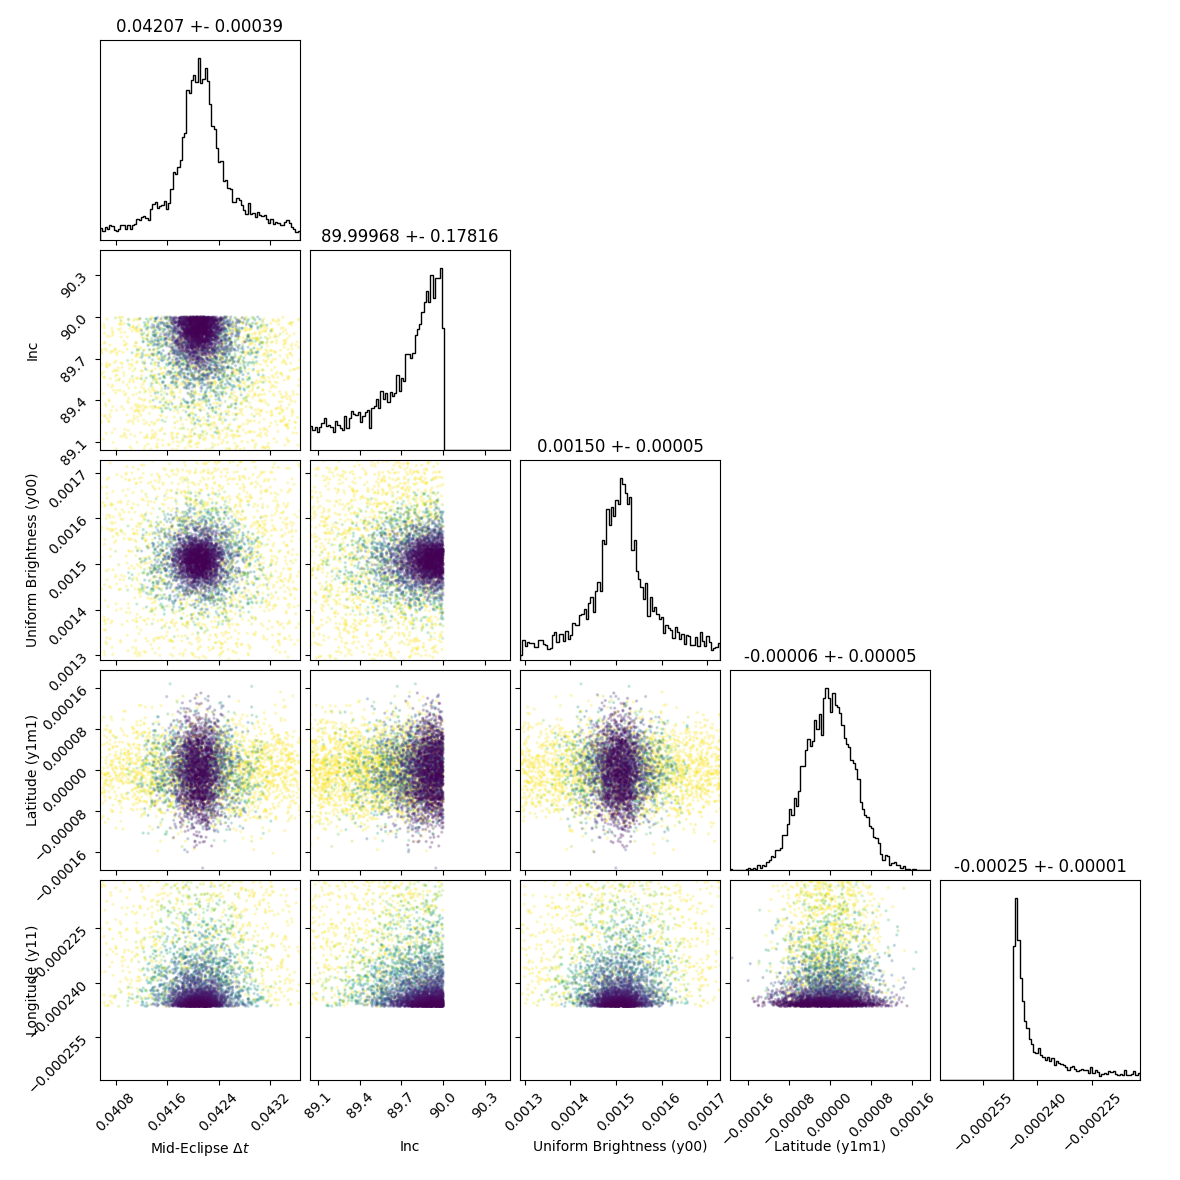 0.04207 +- 0.00039
89.99968 +- 0.17816
90.3
90.0
89.7
89.4
89.1
Inc
0.00150 +- 0.00005
0.0017
0.0016
0.0015
0.0014
0.0013
Uniform Brightness (y00)
-0.00006 +- 0.00005
0.00016
0.00008
0.00000
−0.00008
−0.00016
Latitude (y1m1)
-0.00025 +- 0.00001
−0.000225
−0.000240
−0.000255
Longitude (y11)
0.0408 0.0416 0.0424 0.0432
89.1 89.4 89.7 90.0 90.3
0.0013 0.0014 0.0015 0.0016 0.0017
−0.00016 −0.00008 0.00000 0.00008 0.00016
−0.000255 −0.000240 −0.000225
Mid-Eclipse Δt
Inc
Uniform Brightness (y00)
Latitude (y1m1)